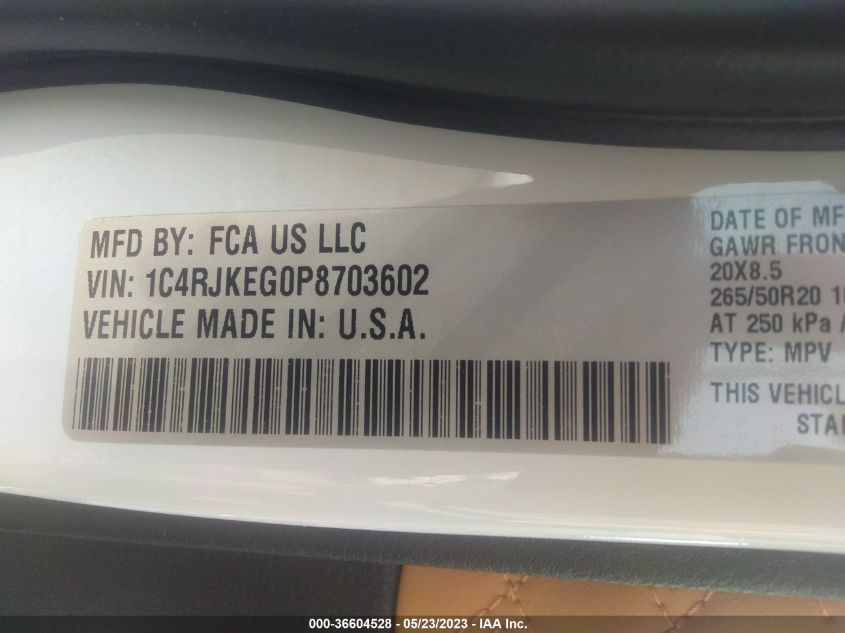 MFD BY: FCA US LLC
VIN: 1C4RJKEG0P8703602
VEHICLE MADE IN: U.S.A.
DATE OF MF
GAWR FRON
20X8.5
265/50R20 1
AT 250 kPa
TYPE: MPV
THIS VEHICL
STA
000-36604528 - 05/23/2023 - IAA Inc.